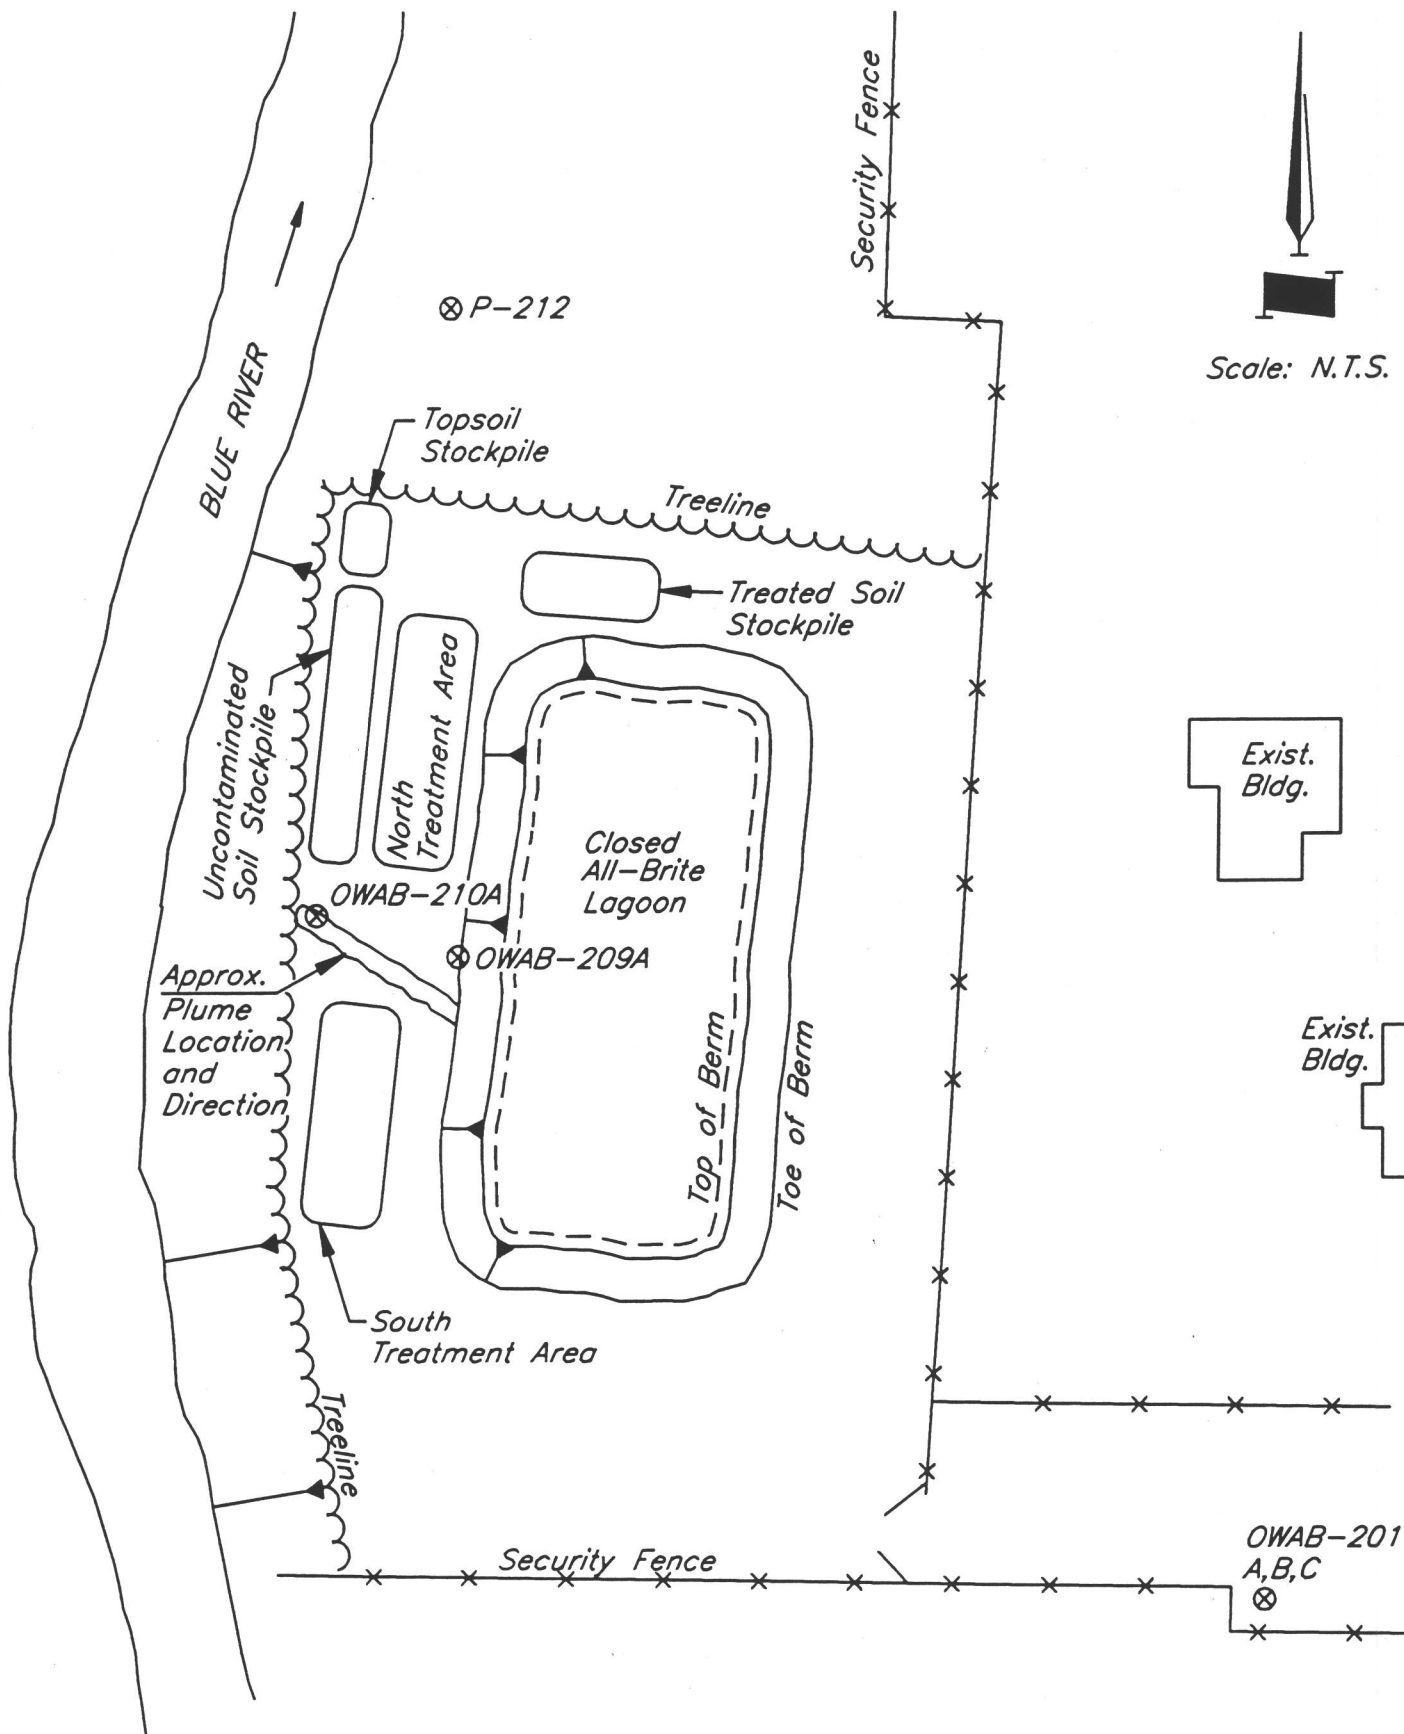 Security Fence
P-212
Scale: N.T.S.
BLUE RIVER
Topsoil
Stockpile
Treeline
Treated Soil
Stockpile
Uncontaminated
Soil Stockpile
North
Treatment Area
Exist.
Bldg.
Closed
All-Brite
Lagoon
OWAB-210A
OWAB-209A
Approx.
Plume
Location
and
Direction
Top of Berm
Toe of Berm
Exist.
Bldg.
South
Treatment Area
Treeline
Security Fence
OWAB-201
A,B,C